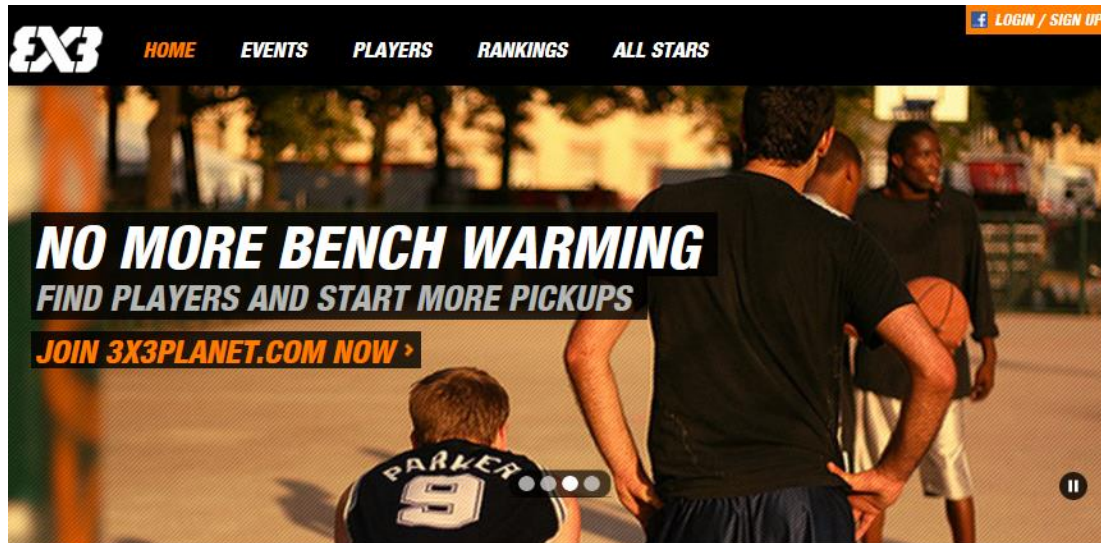 3X3
HOME EVENTS PLAYERS RANKINGS ALL STARS
f LOGIN / SIGN UP
NO MORE BENCH WARMING
FIND PLAYERS AND START MORE PICKUPS
JOIN 3X3PLANET.COM NOW ›
PARKER
9